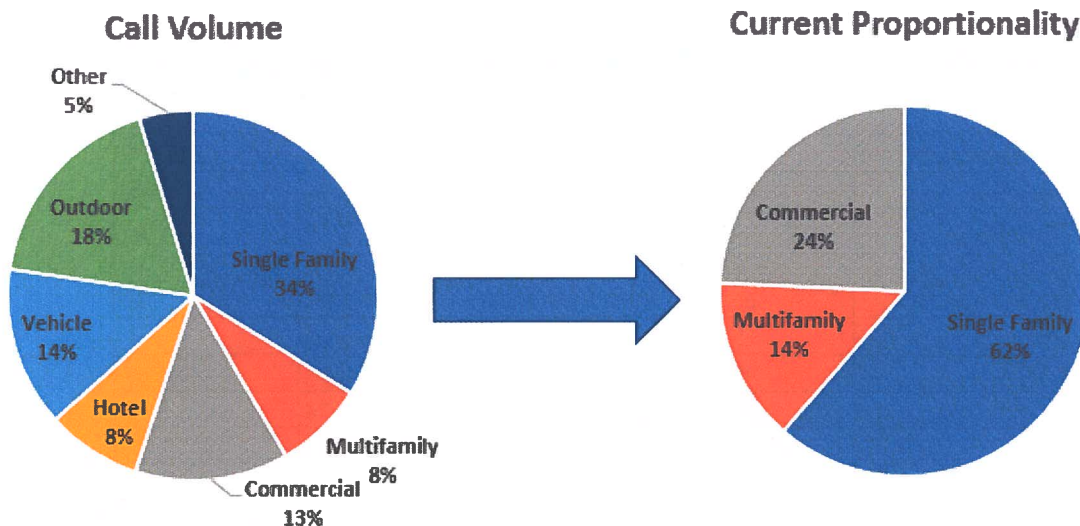 Call Volume
Other
5%
Outdoor
18%
Single Family
34%
Vehicle
14%
Hotel
8%
Multifamily
8%
Commercial
13%
Current Proportionality
Commercial
24%
Multifamily
14%
Single Family
62%